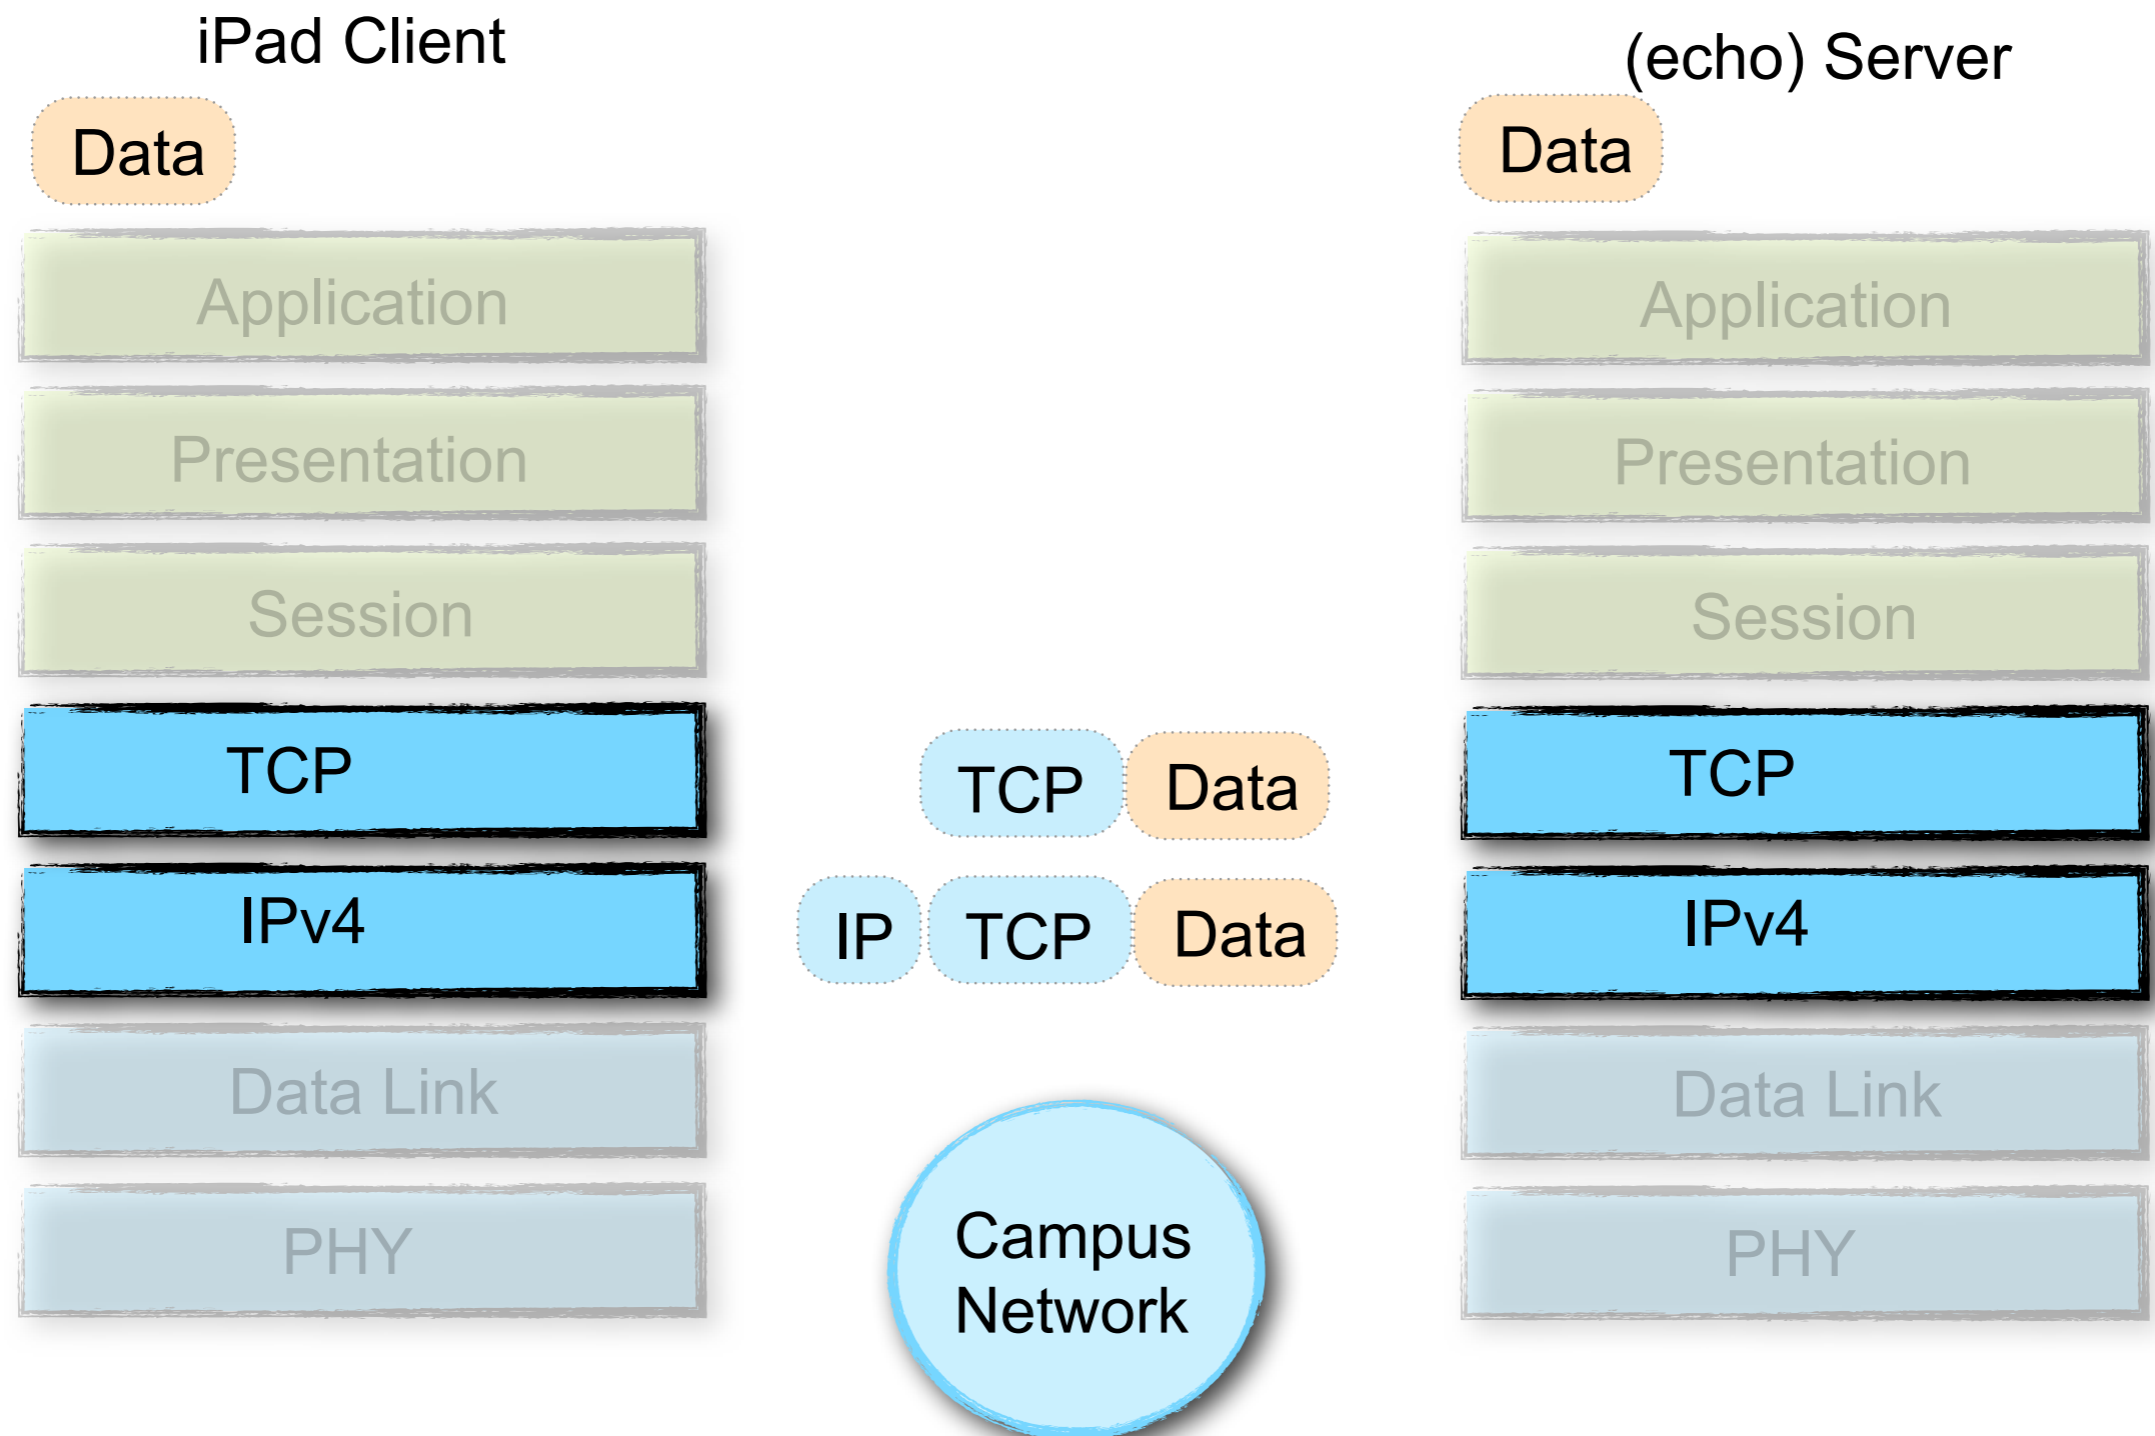 iPad Client
Data
Application
Presentation
Session
TCP
IPv4
Data Link
PHY
TCP Data
IP TCP Data
Campus
Network
(echo) Server
Data
Application
Presentation
Session
TCP
IPv4
Data Link
PHY